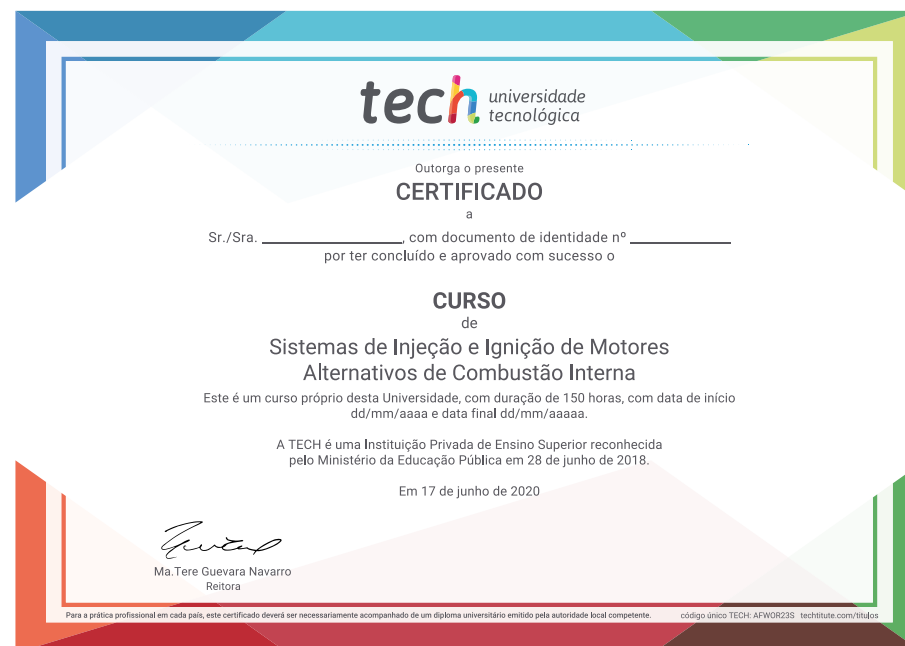 tech universidade
tecnológica
Outorga o presente
CERTIFICADO
a
Sr./Sra. ____________, com documento de identidade nº ____________
por ter concluído e aprovado com sucesso o
CURSO
de
Sistemas de Injeção e Ignição de Motores
Alternativos de Combustão Interna
Este é um curso próprio desta Universidade, com duração de 150 horas, com data de início
dd/mm/aaaa e data final dd/mm/aaaaa.
A TECH é uma Instituição Privada de Ensino Superior reconhecida
pelo Ministério da Educação Pública em 28 de junho de 2018.
Em 17 de junho de 2020
Ma.Tere Guevara Navarro
Reitora
Para a prática profissional em cada país, este certificado deverá ser necessariamente acompanhado de um diploma universitário emitido pela autoridade local competente. código único TECH: AFWOR23S techtitute.com/titulos